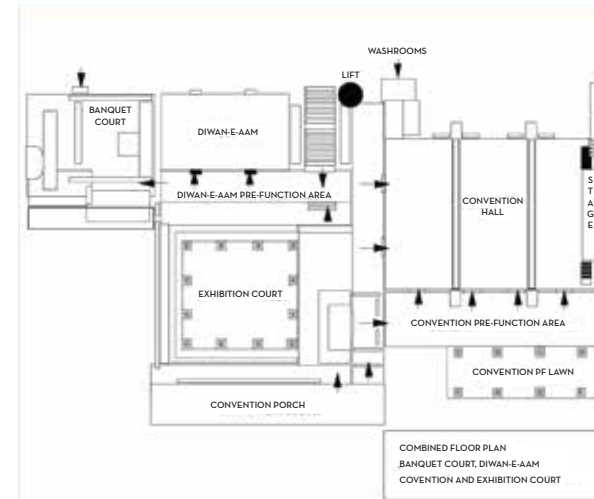 WASHROOMS
LIFT
BANQUET
COURT
DIWAN-E-AAM
DIWAN-E-AAM PRE-FUNCTION AREA
CONVENTION
HALL
S
T
A
G
E
EXHIBITION COURT
CONVENTION PRE-FUNCTION AREA
CONVENTION PF LAWN
CONVENTION PORCH
COMBINED FLOOR PLAN
BANQUET COURT, DIWAN-E-AAM
COVENTION AND EXHIBITION COURT